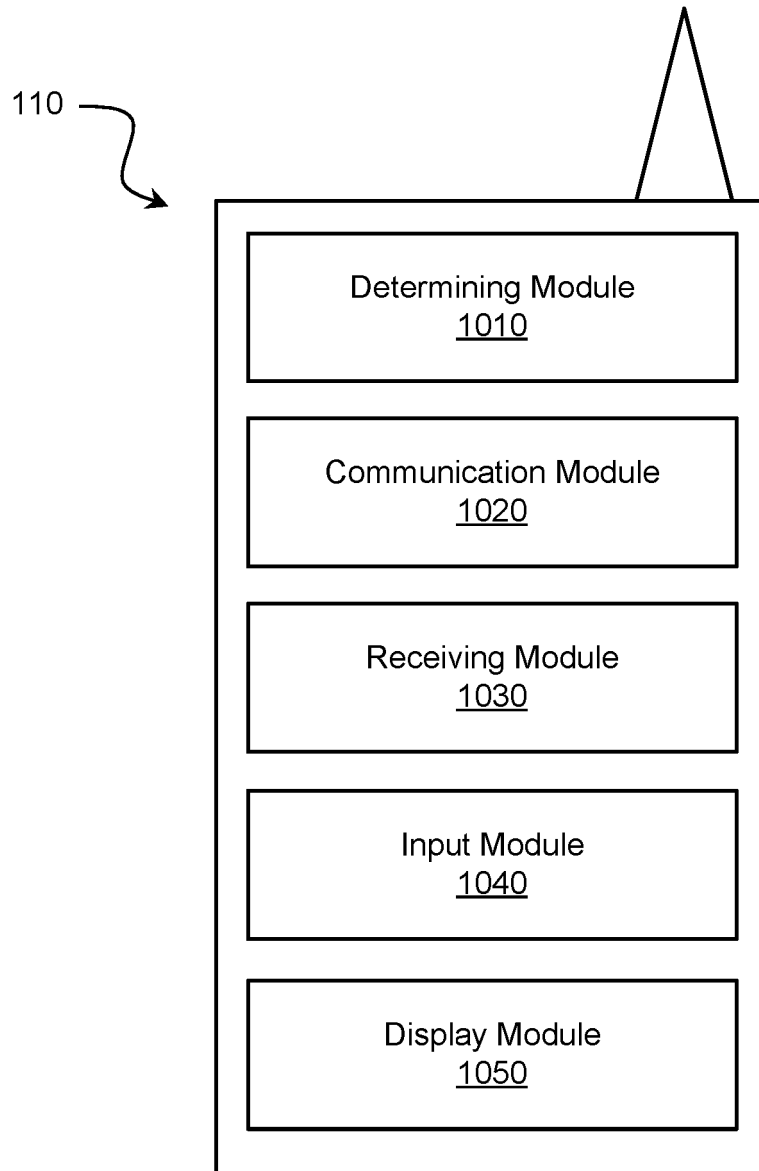 110
Determining Module
1010
Communication Module
1020
Receiving Module
1030
Input Module
1040
Display Module
1050